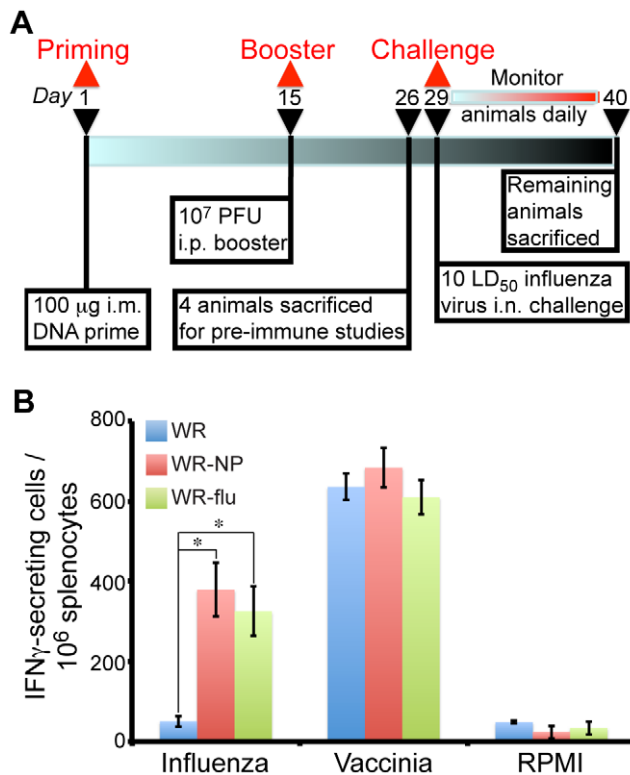 A
Priming Booster Challenge
Monitor
Day 1 15 26 29 40
animals daily
10⁷ PFU
i.p. booster
Remaining
animals
sacrificed
100 μg i.m.
DNA prime
4 animals sacrificed
for pre-immune studies
10 LD₅₀ influenza
virus i.n. challenge
B
IFNγ-secreting cells /
10⁶ splenocytes
800
600
400
200
0
WR
WR-NP
WR-flu
*
*
Influenza Vaccinia RPMI